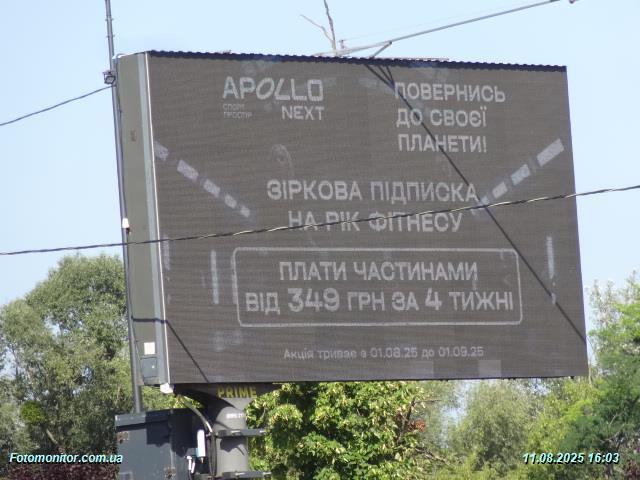 APOLLO
СПОРТ
ПРОСТІР
NEXT
ПОВЕРНИСЬ
ДО СВОЄЇ
ПЛАНЕТИ!
ЗІРКОВА ПІДПИСКА
НА РІК ФІТНЕСУ
ПЛАТИ ЧАСТИНАМИ
ВІД 349 ГРН ЗА 4 ТИЖНІ
Акція триває з 01.08.25 до 01.09.25
PRIME
Fotomonitor.com.ua
11.08.2025 16:03